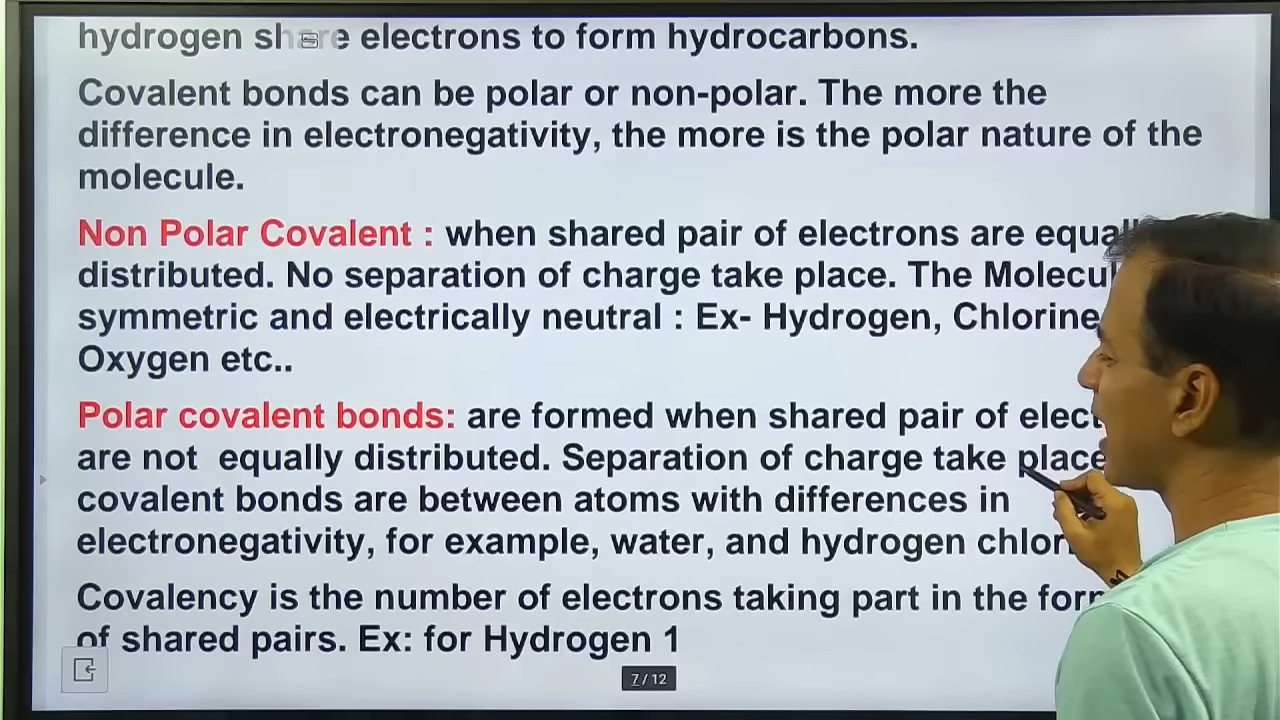 hydrogen share electrons to form hydrocarbons.
Covalent bonds can be polar or non-polar. The more the
difference in electronegativity, the more is the polar nature of the
molecule.
Non Polar Covalent : when shared pair of electrons are equal
distributed. No separation of charge take place. The Molecul
symmetric and electrically neutral : Ex- Hydrogen, Chlorine
Oxygen etc..
Polar covalent bonds: are formed when shared pair of elect
are not equally distributed. Separation of charge take place
covalent bonds are between atoms with differences in
electronegativity, for example, water, and hydrogen chlor
Covalency is the number of electrons taking part in the for
of shared pairs. Ex: for Hydrogen 1
7/12